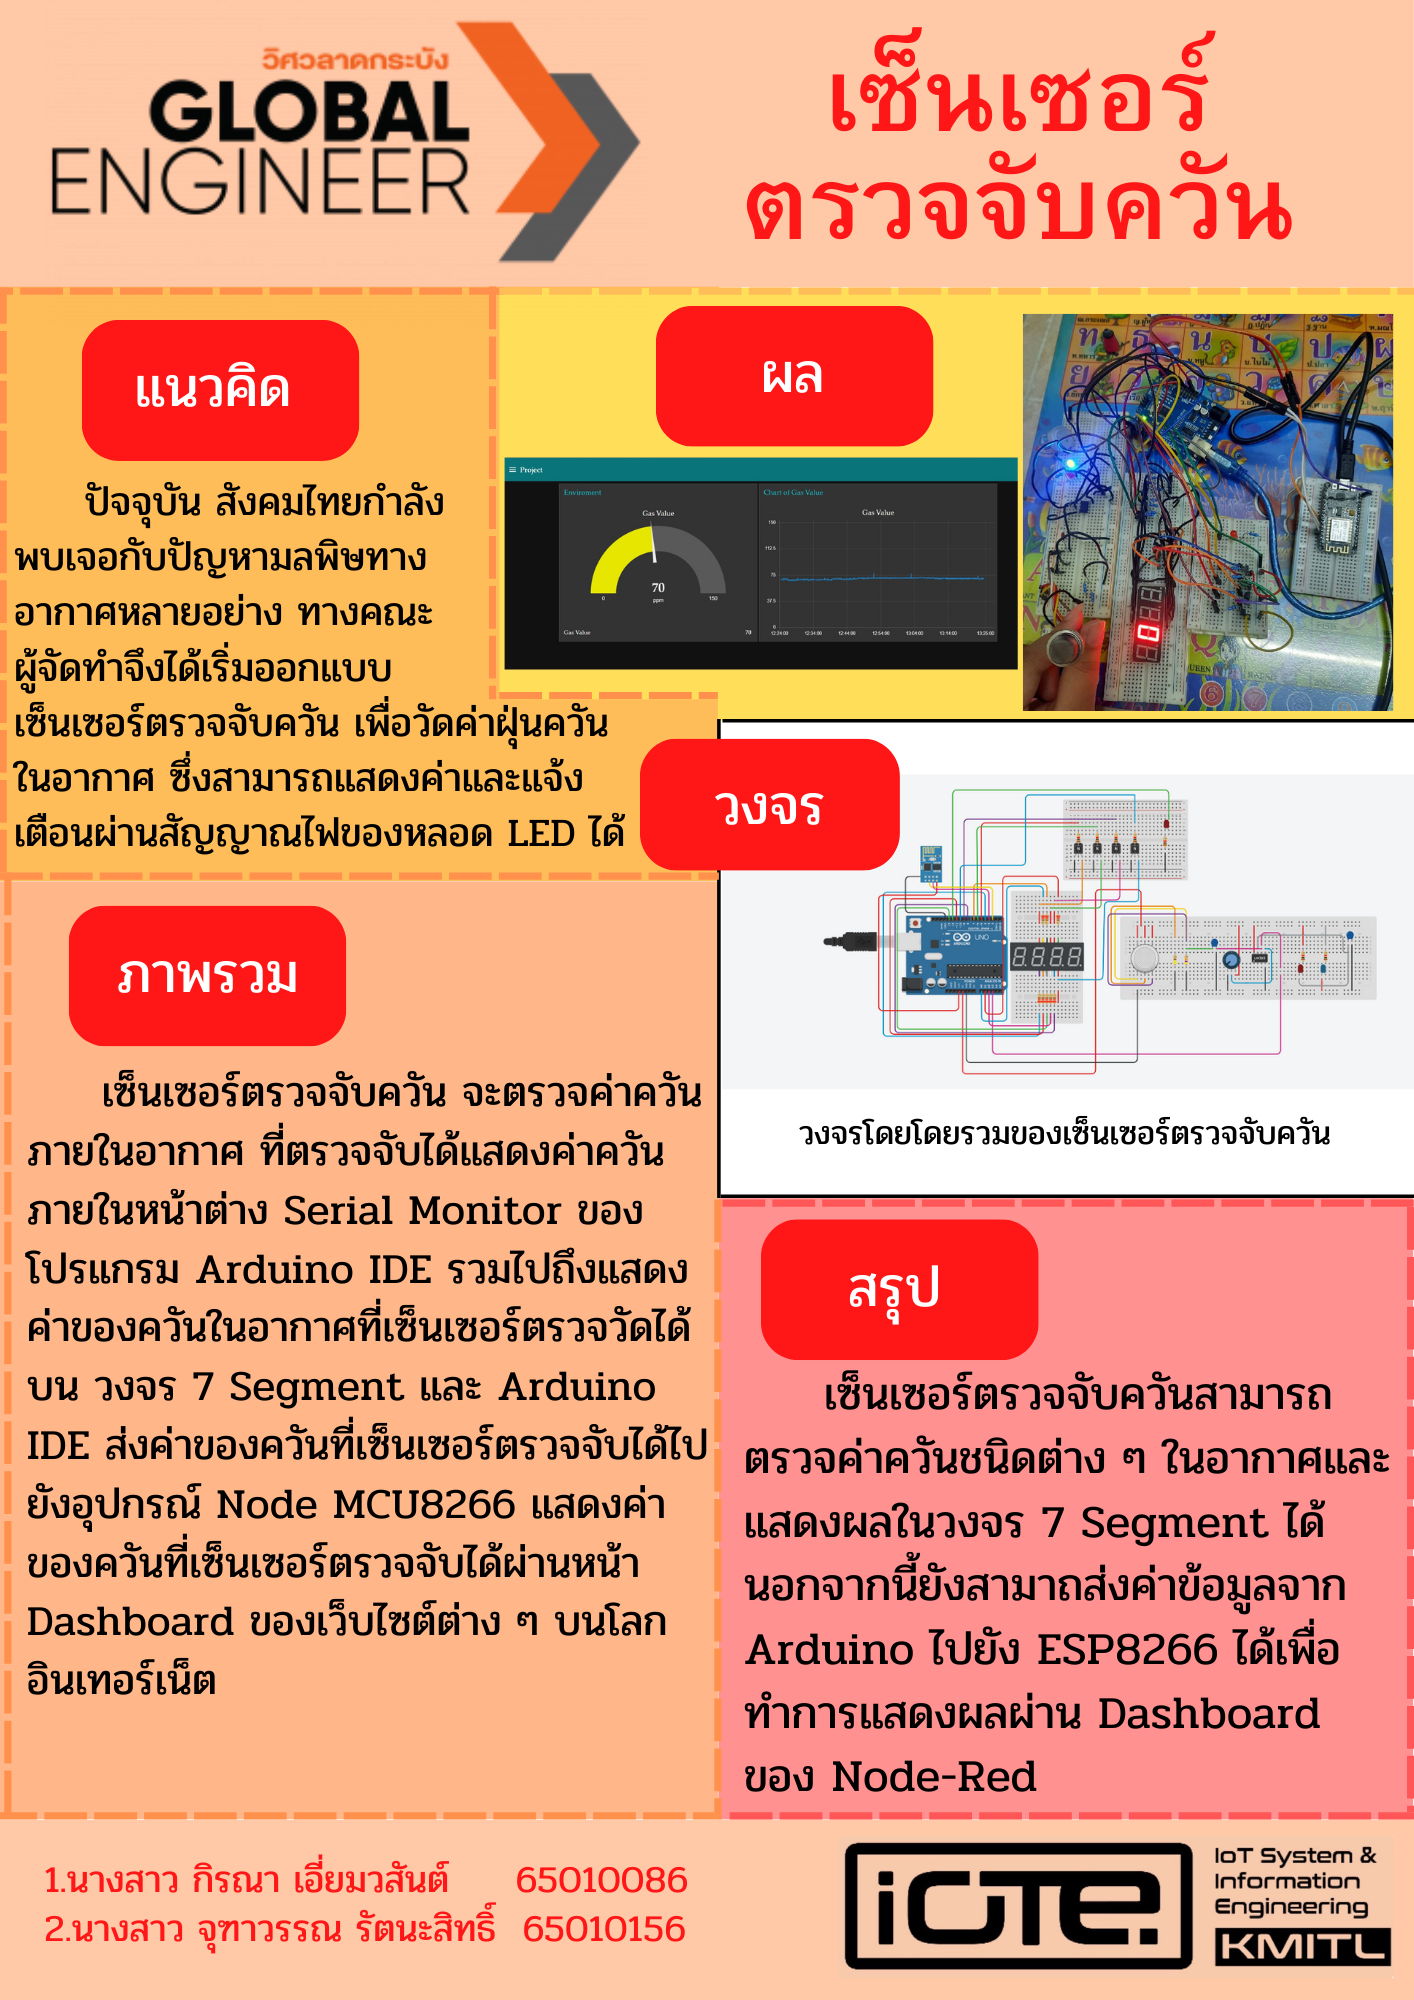 วิศวลาดกระบัง
GLOBAL
ENGINEER
เซ็นเซอร์
ตรวจจับควัน
แนวคิด
ปัจจุบัน สังคมไทยกำลัง
พบเจอกับปัญหามลพิษทาง
อากาศหลายอย่าง ทางคณะ
ผู้จัดทำจึงได้เริ่มออกแบบ
เซ็นเซอร์ตรวจจับควัน เพื่อวัดค่าฝุ่นควัน
ในอากาศ ซึ่งสามารถแสดงค่าและแจ้ง
เตือนผ่านสัญญาณไฟของหลอด LED ได้
ผล
Project
Enviroment
Gas Value
70
ppm
0
150
Gas Value
70
Chart of Gas Value
Gas Value
150
112.5
75
37.5
0
12:24:00 12:34:00 12:44:00 12:54:00 13:04:00 13:14:00 13:25:00
วงจร
UNO
วงจรโดยโดยรวมของเซ็นเซอร์ตรวจจับควัน
ภาพรวม
เซ็นเซอร์ตรวจจับควัน จะตรวจค่าควัน
ภายในอากาศ ที่ตรวจจับได้แสดงค่าควัน
ภายในหน้าต่าง Serial Monitor ของ
โปรแกรม Arduino IDE รวมไปถึงแสดง
ค่าของควันในอากาศที่เซ็นเซอร์ตรวจวัดได้
บน วงจร 7 Segment และ Arduino
IDE ส่งค่าของควันที่เซ็นเซอร์ตรวจจับได้ไป
ยังอุปกรณ์ Node MCU8266 แสดงค่า
ของควันที่เซ็นเซอร์ตรวจจับได้ผ่านหน้า
Dashboard ของเว็บไซต์ต่าง ๆ บนโลก
อินเทอร์เน็ต
สรุป
เซ็นเซอร์ตรวจจับควันสามารถ
ตรวจค่าควันชนิดต่าง ๆ ในอากาศและ
แสดงผลในวงจร 7 Segment ได้
นอกจากนี้ยังสามาถส่งค่าข้อมูลจาก
Arduino ไปยัง ESP8266 ได้เพื่อ
ทำการแสดงผลผ่าน Dashboard
ของ Node-Red
1.นางสาว กิรณา เอี่ยมวสันต์ 65010086
2.นางสาว จุฑาวรรณ รัตนะสิทธิ์ 65010156
iOTE.
IoT System &
Information
Engineering
KMITL